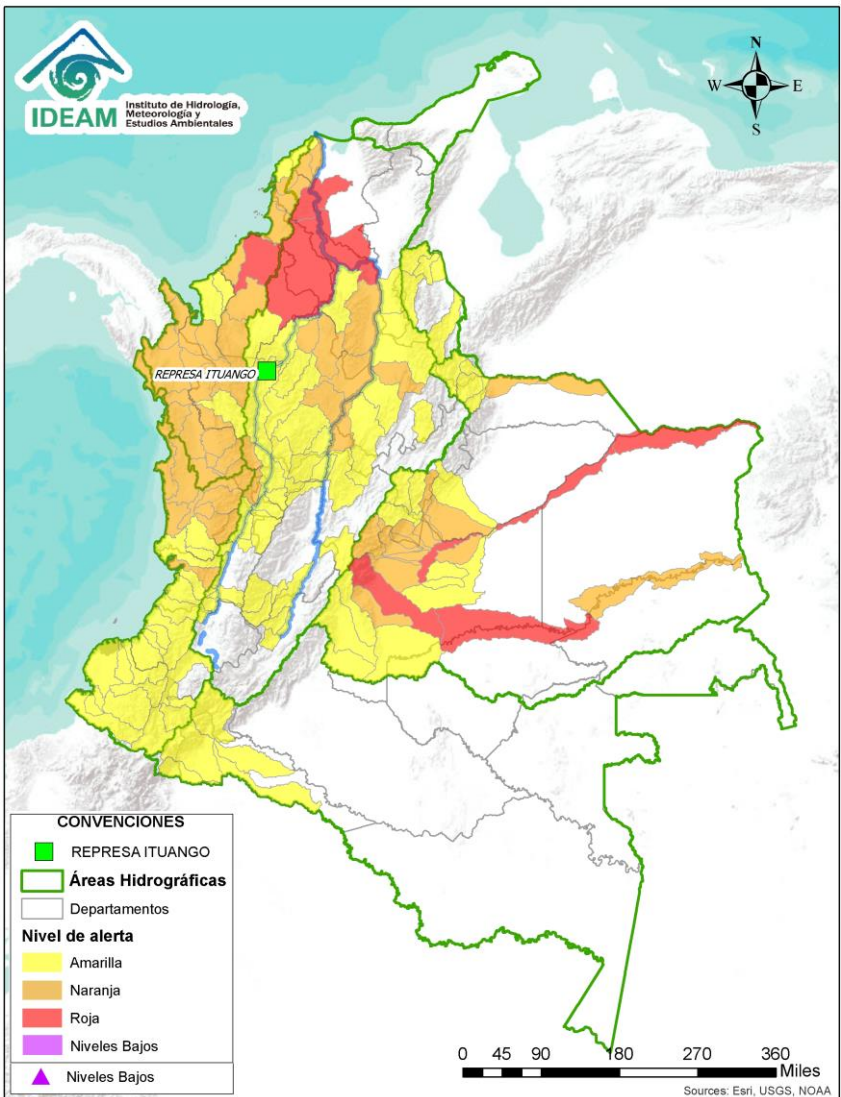 IDEAM
Instituto de Hidrología,
Meteorología y
Estudios Ambientales
N
W
E
S
REPRESA ITUANGO
CONVENCIONES
REPRESA ITUANGO
Áreas Hidrográficas
Departamentos
Nivel de alerta
Amarilla
Naranja
Roja
Niveles Bajos
Niveles Bajos
0 45 90 180 270 360
Miles
Sources: Esri, USGS, NOAA